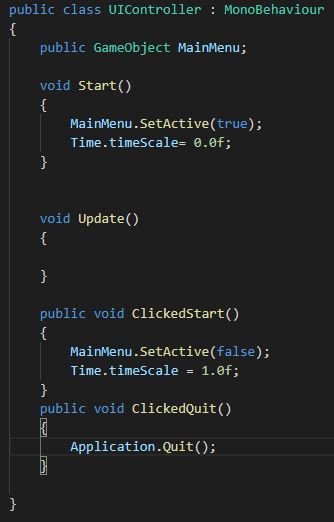 public class UIController : MonoBehaviour
{
    public GameObject MainMenu;
    void Start()
    {
        MainMenu.SetActive(true);
        Time.timeScale= 0.0f;
    }
    void Update()
    {
    }
    public void ClickedStart()
    {
        MainMenu.SetActive(false);
        Time.timeScale = 1.0f;
    }
    public void ClickedQuit()
    {
        Application.Quit();
    }
}